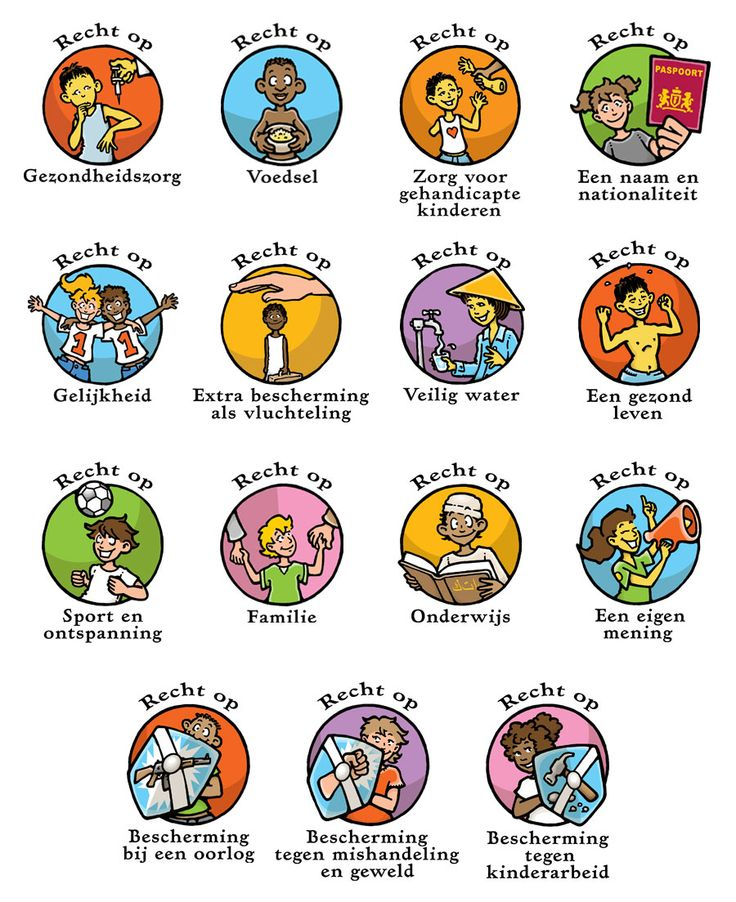 Recht op
Gezondheidszorg
Recht op
Voedsel
Recht op
Zorg voor
gehandicapte
kinderen
Recht op
PASPOORT
Een naam en
nationaliteit
Recht op
1 1
Gelijkheid
Recht op
Extra bescherming
als vluchteling
Recht op
Veilig water
Recht op
Een gezond
leven
Recht op
Sport en
ontspanning
Recht op
Familie
Recht op
Onderwijs
Recht op
Een eigen
mening
Recht op
Bescherming
bij een oorlog
Recht op
Bescherming
tegen mishandeling
en geweld
Recht op
Bescherming
tegen
kinderarbeid